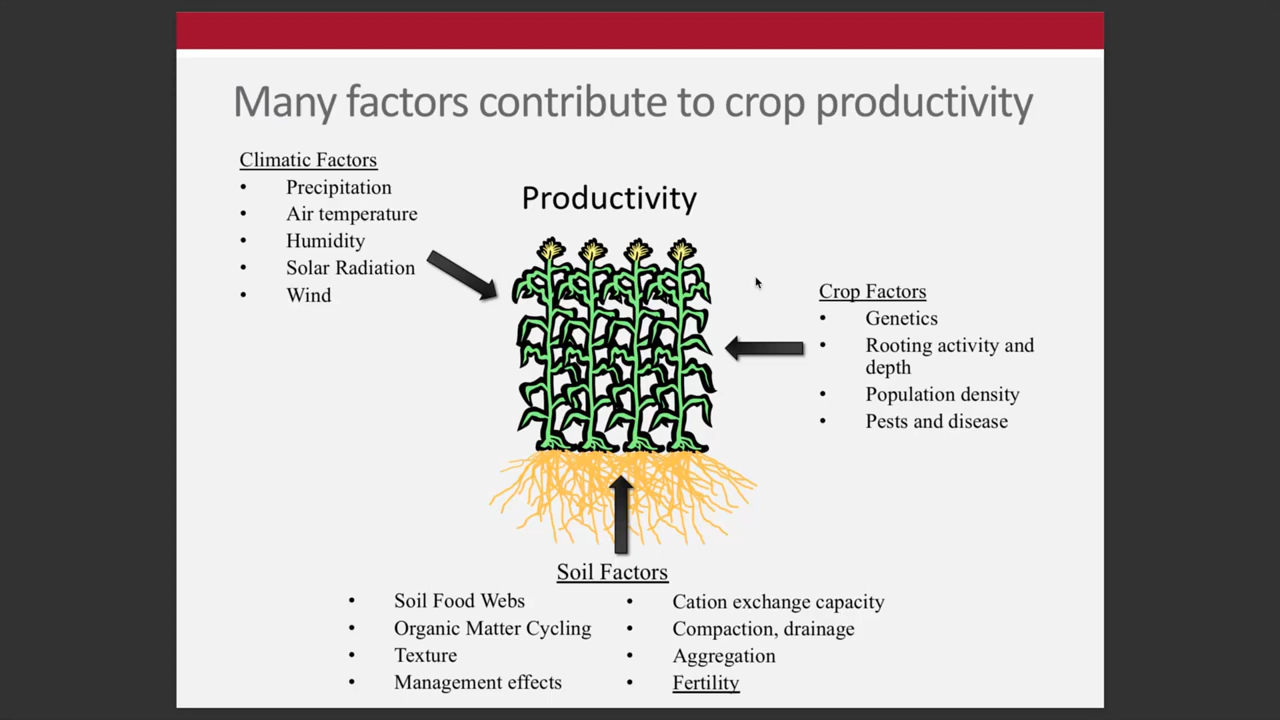 Many factors contribute to crop productivity
Climatic Factors
• Precipitation
• Air temperature
• Humidity
• Solar Radiation
• Wind
Productivity
Crop Factors
• Genetics
• Rooting activity and
depth
• Population density
• Pests and disease
Soil Factors
• Soil Food Webs
• Organic Matter Cycling
• Texture
• Management effects
• Cation exchange capacity
• Compaction, drainage
• Aggregation
• Fertility